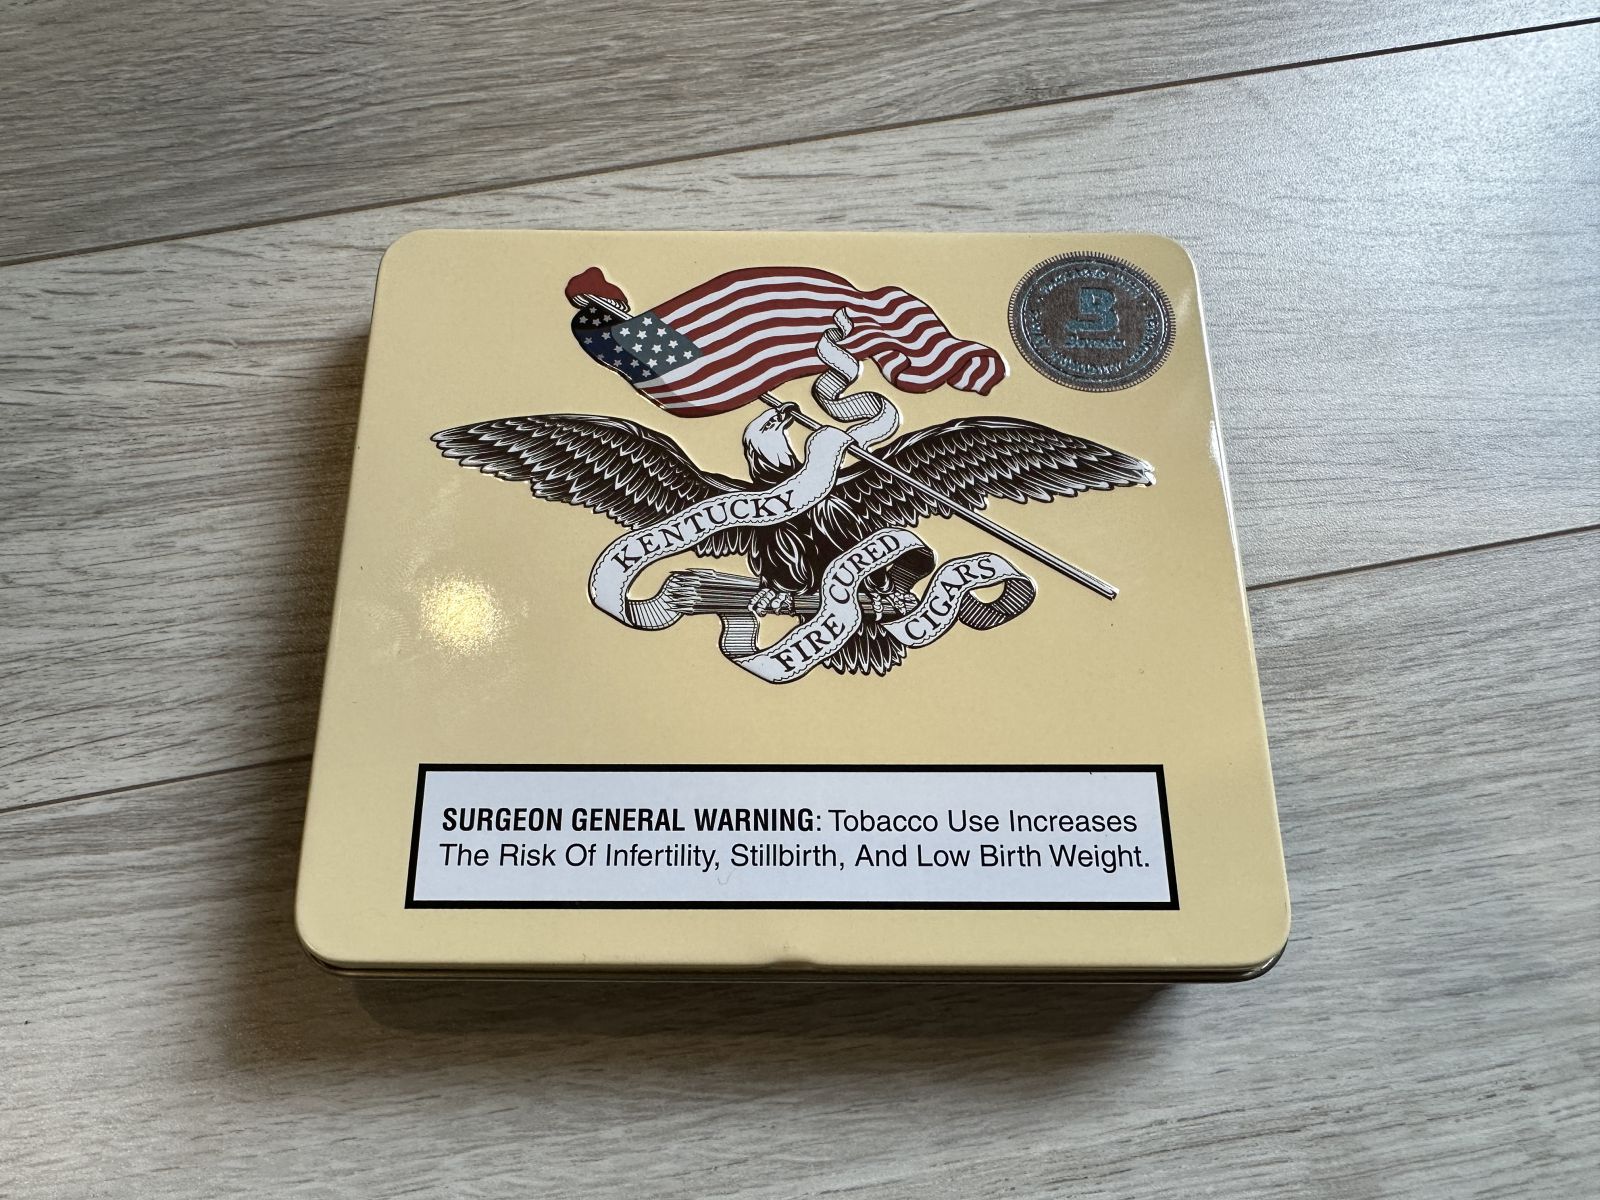 B
Boveda
KENTUCKY
FIRE CURED
CIGARS
SURGEON GENERAL WARNING: Tobacco Use Increases
The Risk Of Infertility, Stillbirth, And Low Birth Weight.